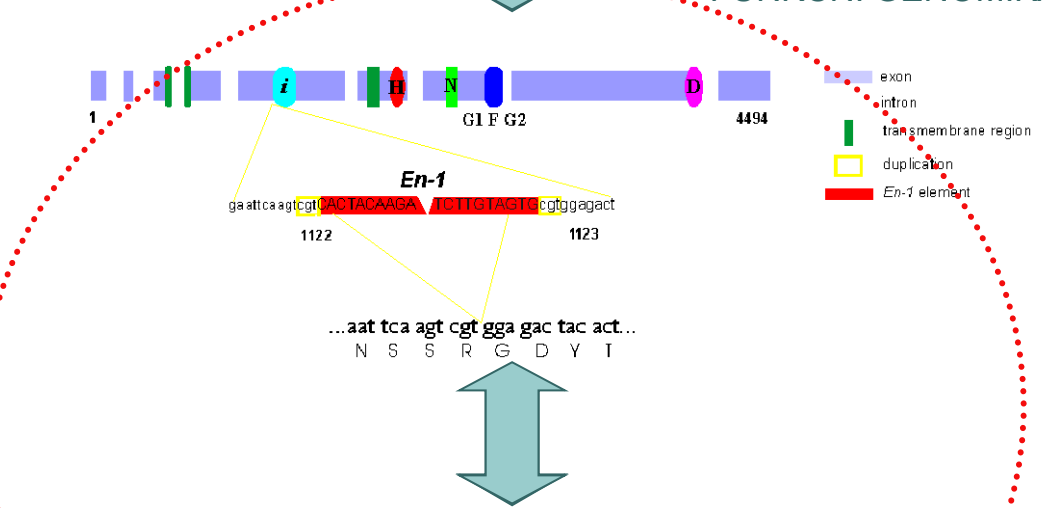 i H N D
1 G1 F G2 4494
exon
intron
transmembrane region
duplication
En-1 element
En-1
gaattcaagtcgtCACTACAAGA TCTTGTAGTGcgtggagact
1122 1123
...aat tca agt cgt gga gac tac act...
N S S R G D Y T